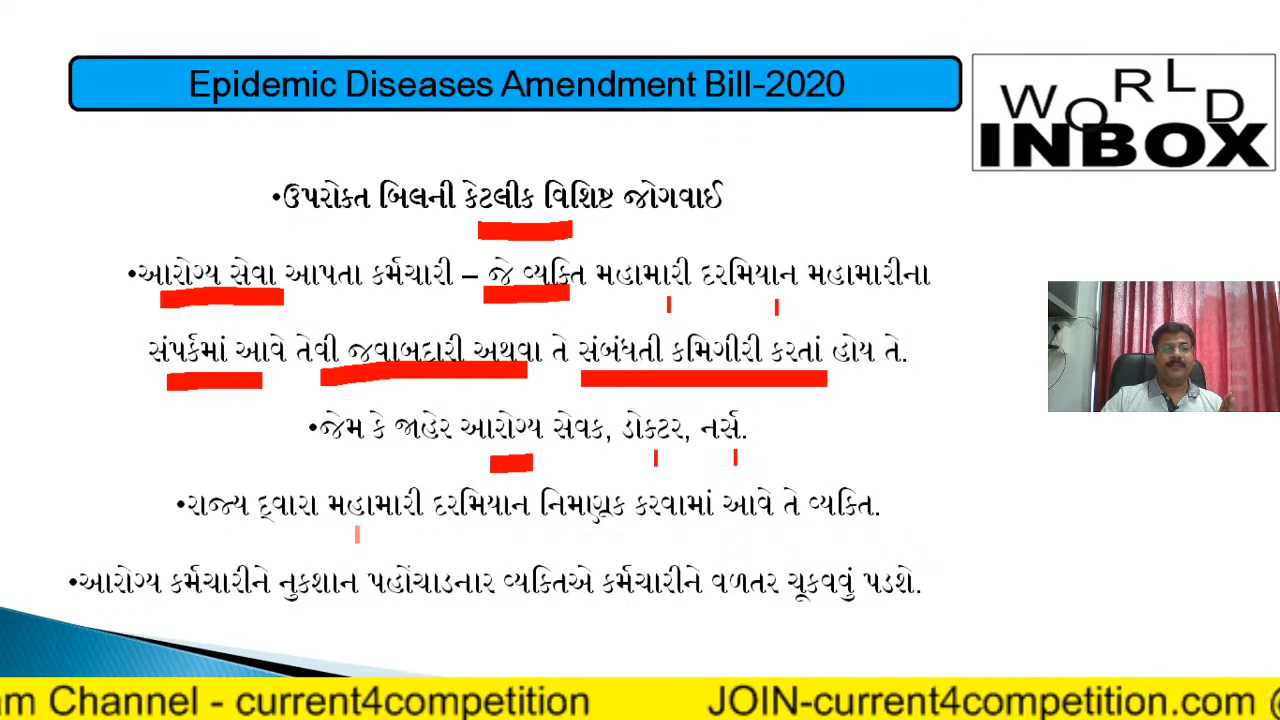 Epidemic Diseases Amendment Bill-2020
WORLD
INBOX
•ઉપરોક્ત બિલની કેટલીક વિશિષ્ટ જોગવાઈ
•આરોગ્ય સેવા આપતા કર્મચારી – જે વ્યક્તિ મહામારી દરમિયાન મહામારીના
સંપર્કમાં આવે તેવી જવાબદારી અથવા તે સંબંધતી કમિગીરી કરતાં હોય તે.
•જેમ કે જાહેર આરોગ્ય સેવક, ડોક્ટર, નર્સ.
•રાજ્ય દ્વારા મહામારી દરમિયાન નિમણૂક કરવામાં આવે તે વ્યક્તિ.
•આરોગ્ય કર્મચારીને નુકશાન પહોંચાડનાર વ્યક્તિએ કર્મચારીને વળતર ચૂકવવું પડશે.
am Channel - current4competition JOIN-current4competition.com @